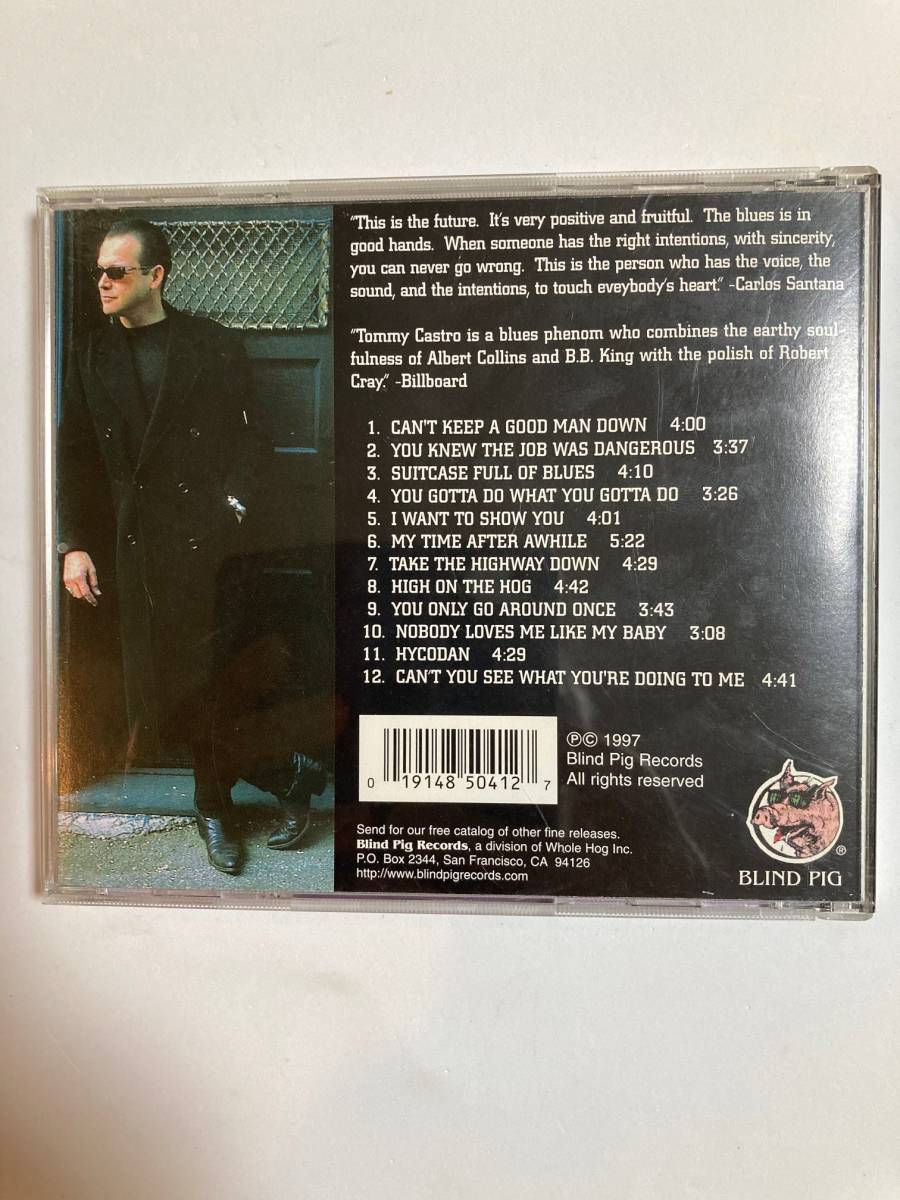 "This is the future. It's very positive and fruitful. The blues is in
good hands. When someone has the right intentions, with sincerity,
you can never go wrong. This is the person who has the voice, the
sound, and the intentions, to touch eveybody's heart." -Carlos Santana
"Tommy Castro is a blues phenom who combines the earthy soul-
fulness of Albert Collins and B.B. King with the polish of Robert
Cray." -Billboard
1. CAN'T KEEP A GOOD MAN DOWN 4:00
2. YOU KNEW THE JOB WAS DANGEROUS 3:37
3. SUITCASE FULL OF BLUES 4:10
4. YOU GOTTA DO WHAT YOU GOTTA DO 3:26
5. I WANT TO SHOW YOU 4:01
6. MY TIME AFTER AWHILE 5:22
7. TAKE THE HIGHWAY DOWN 4:29
8. HIGH ON THE HOG 4:42
9. YOU ONLY GO AROUND ONCE 3:43
10. NOBODY LOVES ME LIKE MY BABY 3:08
11. HYCODAN 4:29
12. CAN'T YOU SEE WHAT YOU'RE DOING TO ME 4:41
0 19148 50412 7
℗© 1997
Blind Pig Records
All rights reserved
Send for our free catalog of other fine releases.
Blind Pig Records, a division of Whole Hog Inc.
P.O. Box 2344, San Francisco, CA 94126
http://www.blindpigrecords.com
®
BLIND PIG